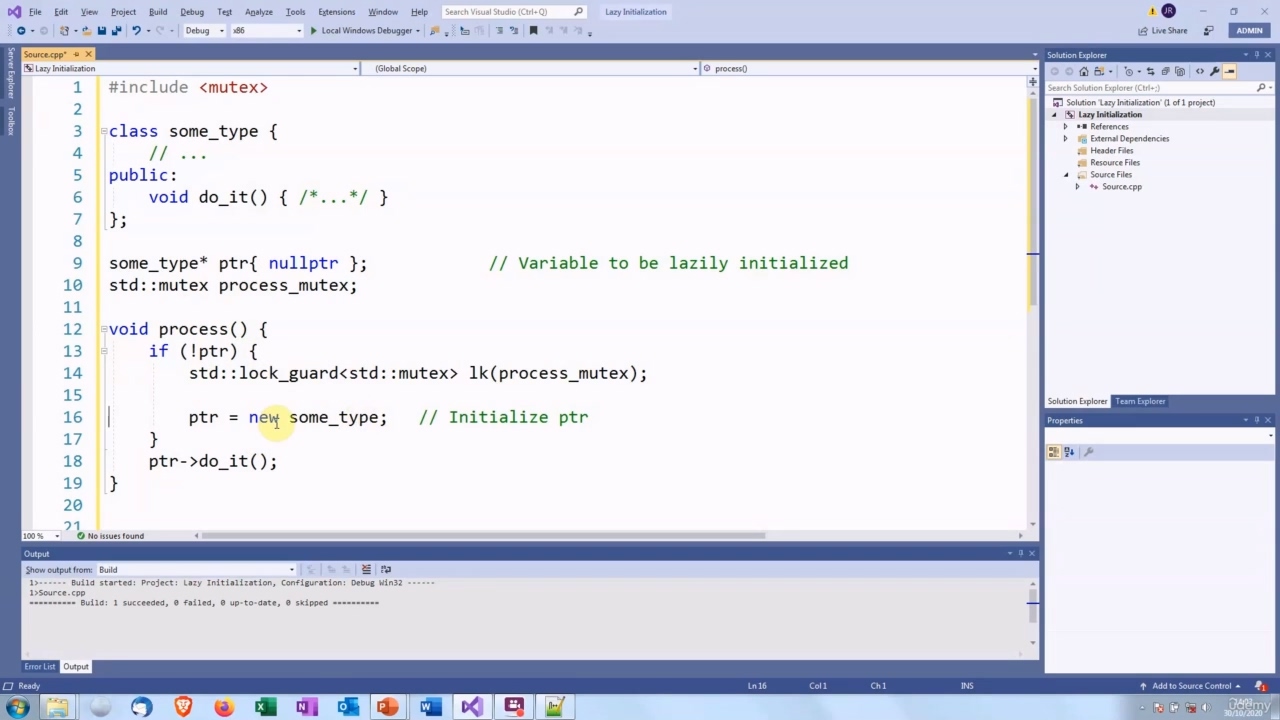 File Edit View Project Build Debug Test Analyze Tools Extensions Window Help Search Visual Studio (Ctrl+Q) Lazy Initialization JR
Debug x86 Local Windows Debugger Live Share ADMIN
Server Explorer
Toolbox
Source.cpp*
Lazy Initialization (Global Scope) process()
1 #include <mutex>
2
3 class some_type {
4 // ...
5 public:
6 void do_it() { /*...*/ }
7 };
8
9 some_type* ptr{ nullptr }; // Variable to be lazily initialized
10 std::mutex process_mutex;
11
12 void process() {
13 if (!ptr) {
14 std::lock_guard<std::mutex> lk(process_mutex);
15
16 ptr = new some_type; // Initialize ptr
17 }
18 ptr->do_it();
19 }
20
21
100 % No issues found
Output
Show output from: Build
1>------ Build started: Project: Lazy Initialization, Configuration: Debug Win32 ------
1>Source.cpp
========== Build: 1 succeeded, 0 failed, 0 up-to-date, 0 skipped ==========
Error List Output
Solution Explorer
Search Solution Explorer (Ctrl+;)
Solution 'Lazy Initialization' (1 of 1 project)
Lazy Initialization
References
External Dependencies
Header Files
Resource Files
Source Files
Source.cpp
Solution Explorer Team Explorer
Properties
Ready Ln 16 Col 1 Ch 1 INS Add to Source Control 1
udemy
30/10/2020